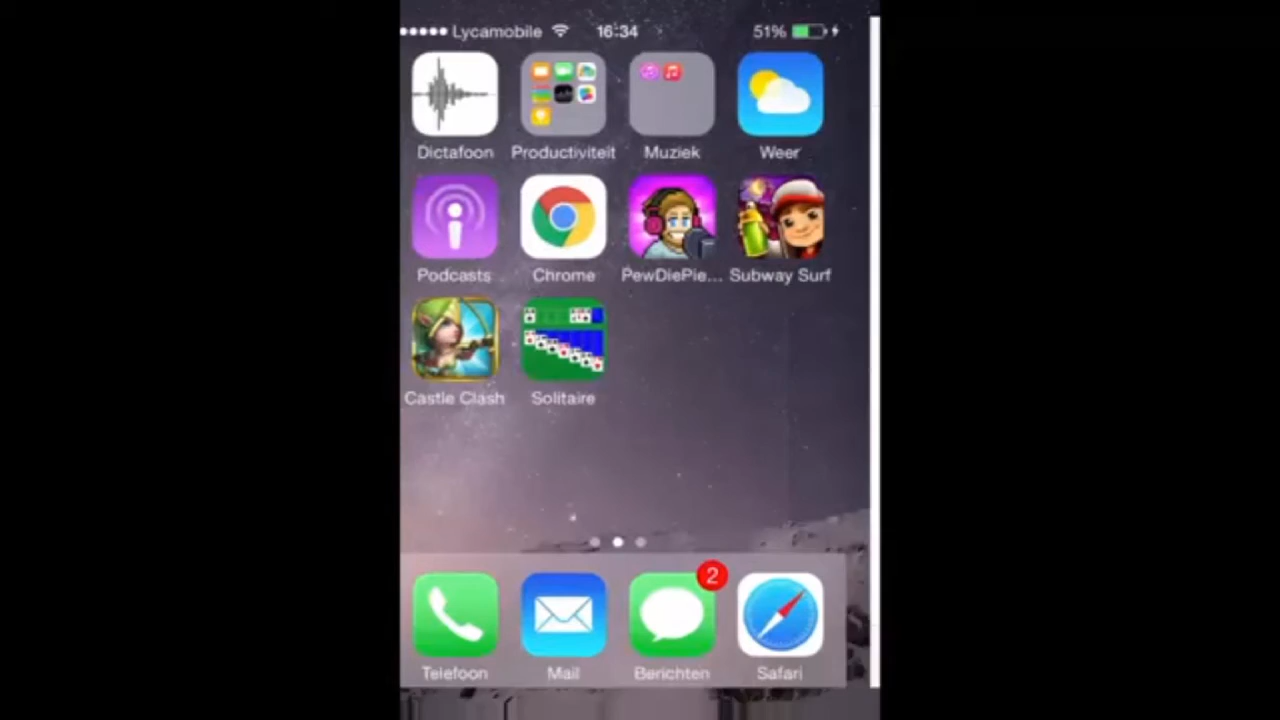 Lycamobile 16:34 51%
Dictafoon Productiviteit Muziek Weer
Podcasts Chrome PewDiePie... Subway Surf
Castle Clash Solitaire
2
Telefoon Mail Berichten Safari